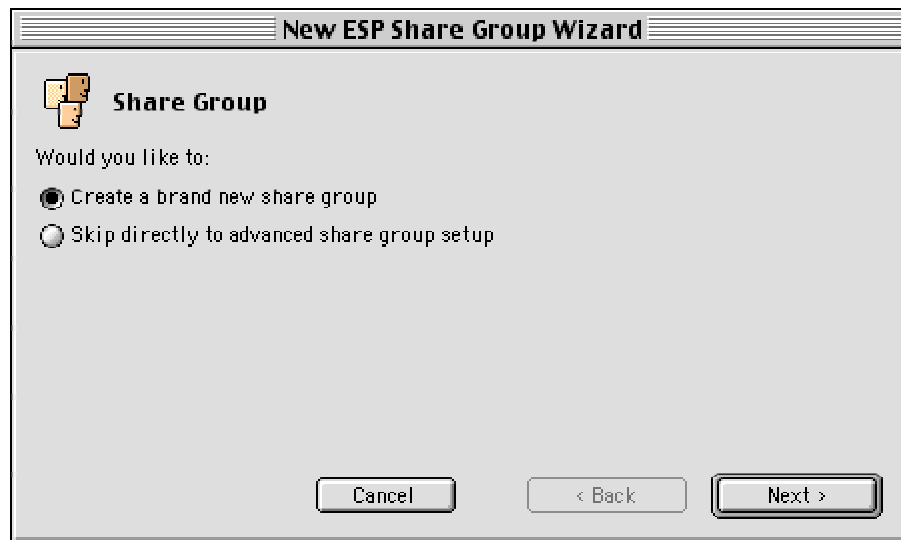 New ESP Share Group Wizard
Share Group
Would you like to:
Create a brand new share group
Skip directly to advanced share group setup
Cancel
< Back
Next >